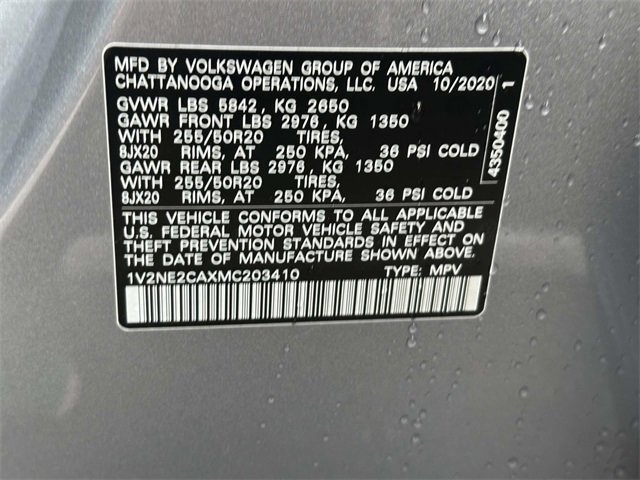 MFD BY VOLKSWAGEN GROUP OF AMERICA
CHATTANOOGA OPERATIONS, LLC. USA 10/2020
GVWR LBS 5842, KG 2650
GAWR FRONT LBS 2976, KG 1350
WITH 255/50R20 TIRES,
8JX20 RIMS, AT 250 KPA, 36 PSI COLD
GAWR REAR LBS 2976, KG 1350
WITH 255/50R20 TIRES,
8JX20 RIMS, AT 250 KPA, 36 PSI COLD
THIS VEHICLE CONFORMS TO ALL APPLICABLE
U.S. FEDERAL MOTOR VEHICLE SAFETY AND
THEFT PREVENTION STANDARDS IN EFFECT ON
THE DATE OF MANUFACTURE SHOWN ABOVE.
1V2NE2CAXMC203410 TYPE: MPV
4350400 1